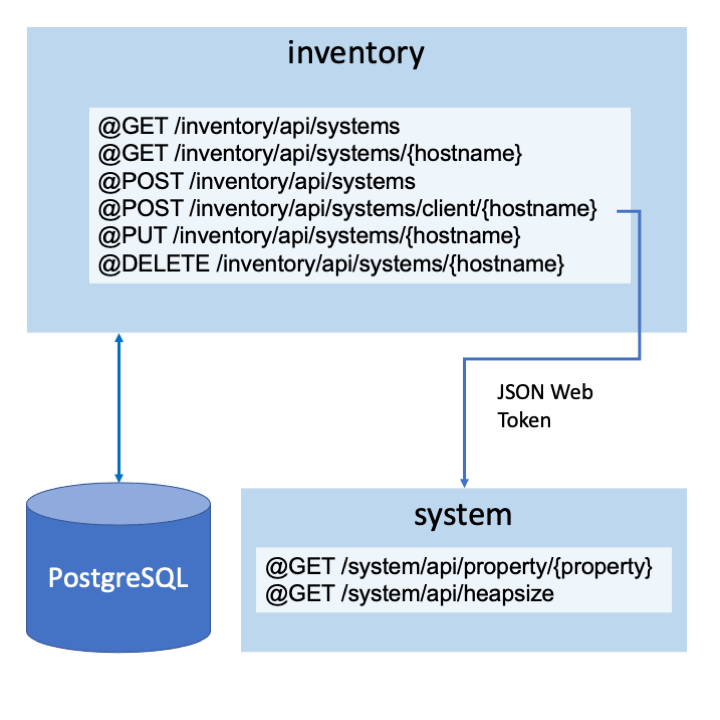 inventory
@GET /inventory/api/systems
@GET /inventory/api/systems/{hostname}
@POST /inventory/api/systems
@POST /inventory/api/systems/client/{hostname}
@PUT /inventory/api/systems/{hostname}
@DELETE /inventory/api/systems/{hostname}
JSON Web
Token
PostgreSQL
system
@GET /system/api/property/{property}
@GET /system/api/heapsize